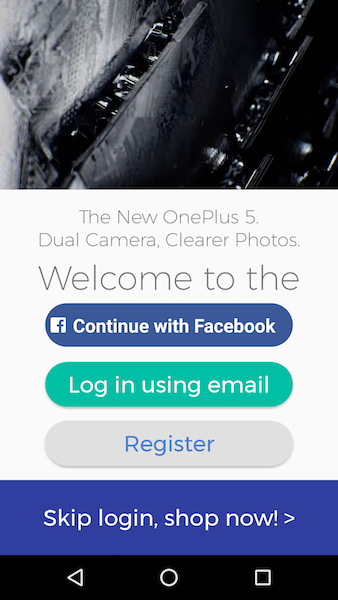 The New OnePlus 5.
Dual Camera, Clearer Photos.
Welcome to the
Continue with Facebook
Log in using email
Register
Skip login, shop now! >